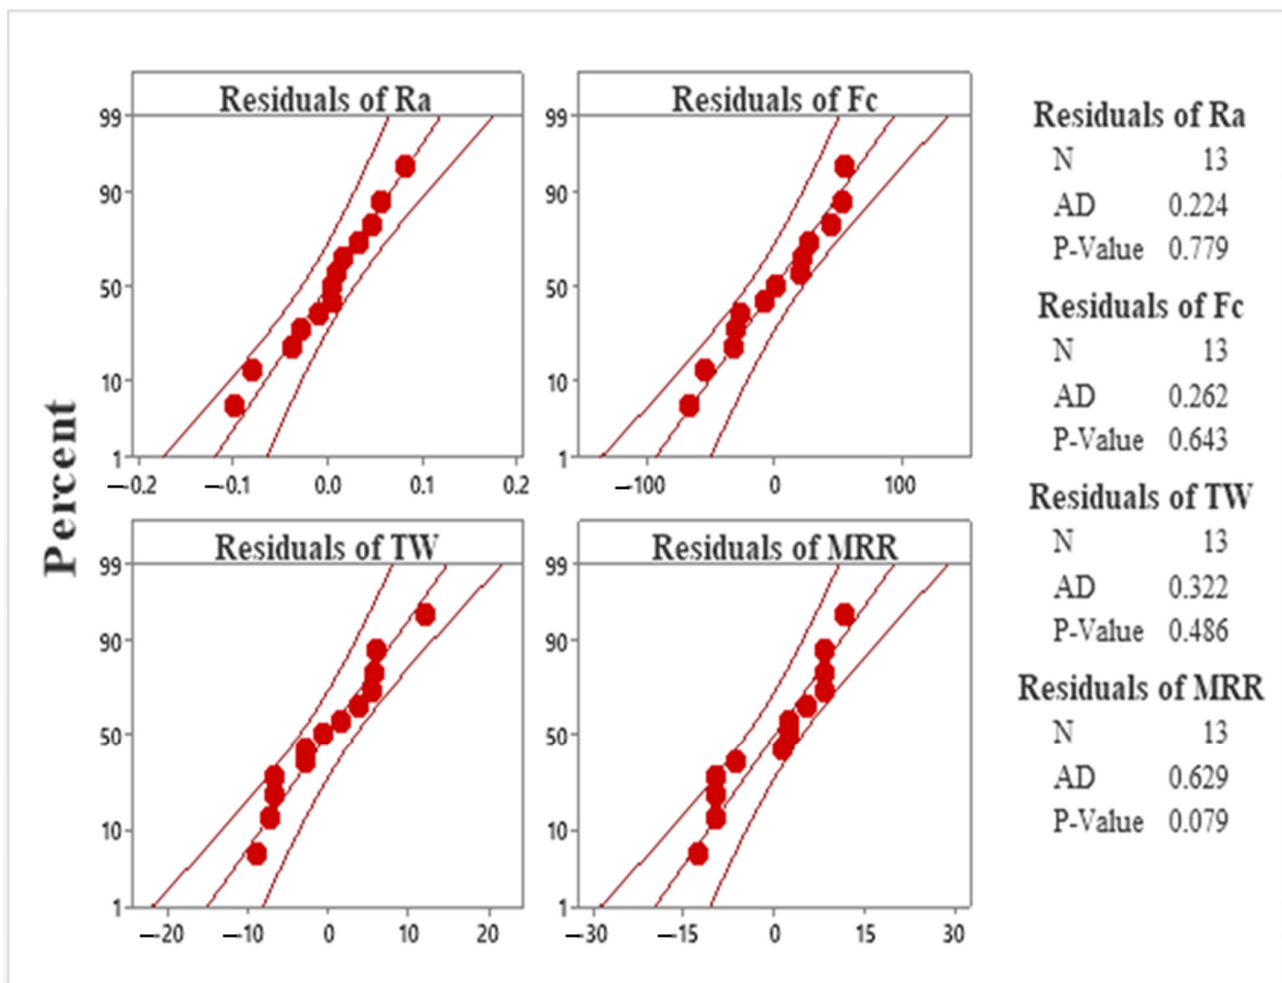 Percent
Residuals of Ra
99
90
50
10
1
—0.2 —0.1 0.0 0.1 0.2
Residuals of Fc
99
90
50
10
1
—100 0 100
Residuals of TW
99
90
50
10
1
—20 —10 0 10 20
Residuals of MRR
99
90
50
10
1
—30 —15 0 15 30
Residuals of Ra
N 13
AD 0.224
P-Value 0.779
Residuals of Fc
N 13
AD 0.262
P-Value 0.643
Residuals of TW
N 13
AD 0.322
P-Value 0.486
Residuals of MRR
N 13
AD 0.629
P-Value 0.079